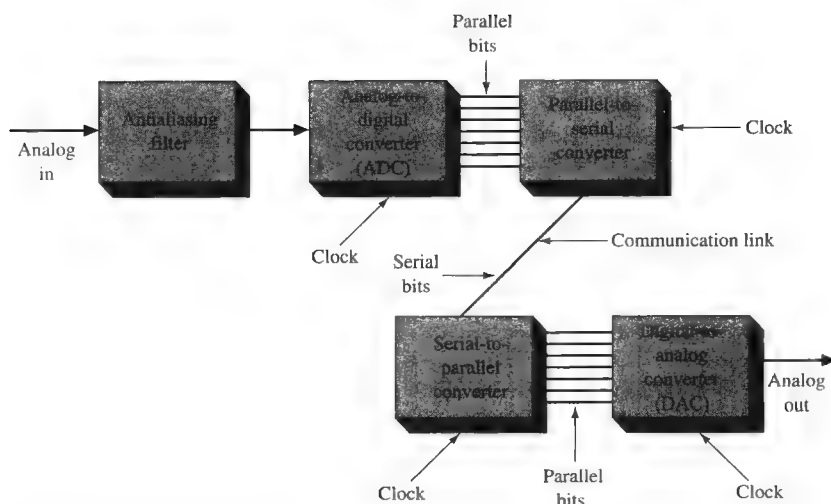 Parallel
bits
Antialiasing
filter
Analog-to
digital
converter
(ADC)
Parallel-to-
serial
converter
Clock
Analog
in
Clock
Communication link
Serial
bits
Serial-to-
parallel
converter
Digital-to-
analog
converter
(DAC)
Analog
out
Clock
Parallel
bits
Clock